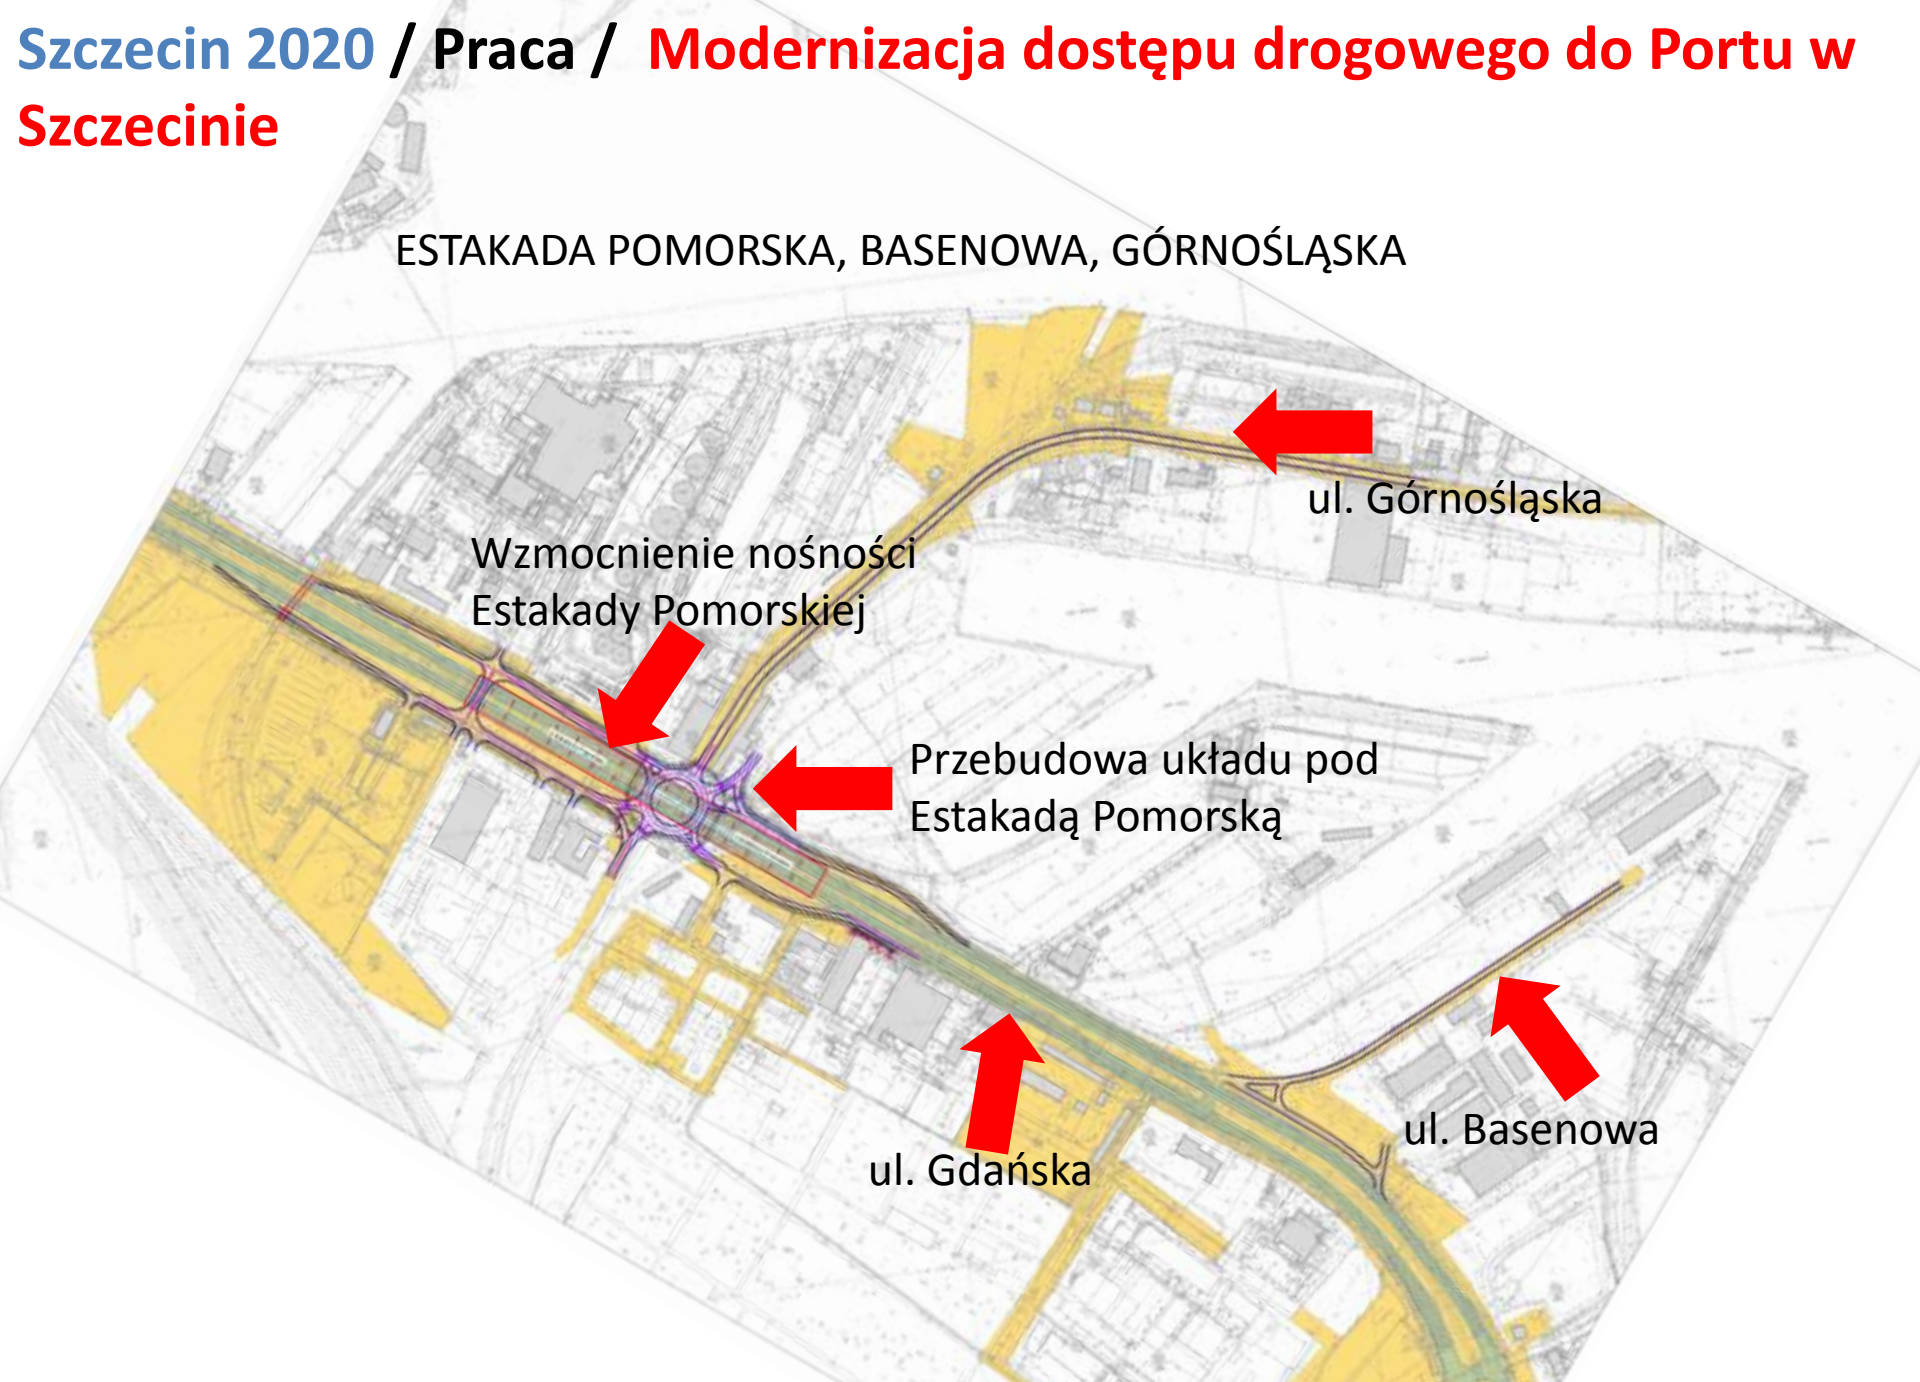 Szczecin 2020 / Praca / Modernizacja dostępu drogowego do Portu w
Szczecinie
ESTAKADA POMORSKA, BASENOWA, GÓRNOŚLĄSKA
ul. Górnośląska
Wzmocnienie nośności
Estakady Pomorskiej
Przebudowa układu pod
Estakadą Pomorską
ul. Basenowa
ul. Gdańska